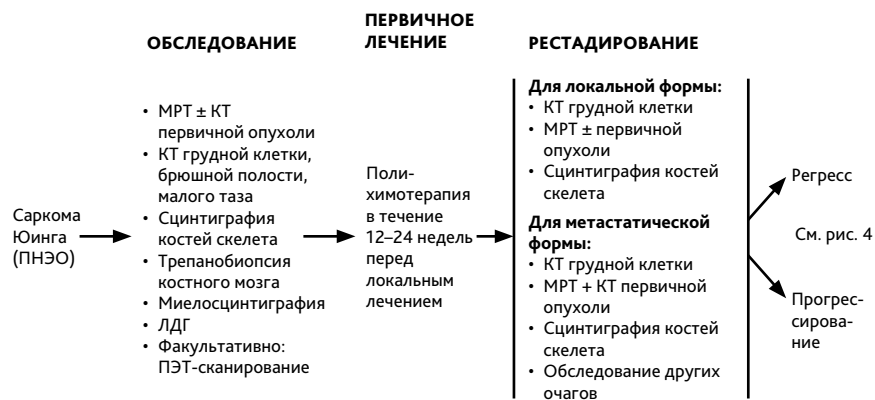 ОБСЛЕДОВАНИЕ
ПЕРВИЧНОЕ
ЛЕЧЕНИЕ
РЕСТАДИРОВАНИЕ
Саркома
Юинга
(ПНЭО)
• МРТ ± КТ
первичной опухоли
• КТ грудной клетки,
брюшной полости,
малого таза
• Сцинтиграфия
костей скелета
• Трепанобиопсия
костного мозга
• Миелосцинтиграфия
• ЛДГ
• Факультативно:
ПЭТ-сканирование
Поли-
химотерапия
в течение
12–24 недель
перед
локальным
лечением
Для локальной формы:
• КТ грудной клетки
• МРТ ± первичной
опухоли
• Сцинтиграфия костей
скелета
Для метастатической
формы:
• КТ грудной клетки
• МРТ + КТ первичной
опухоли
• Сцинтиграфия костей
скелета
• Обследование других
очагов
Регресс
См. рис. 4
Прогрес-
сирова-
ние